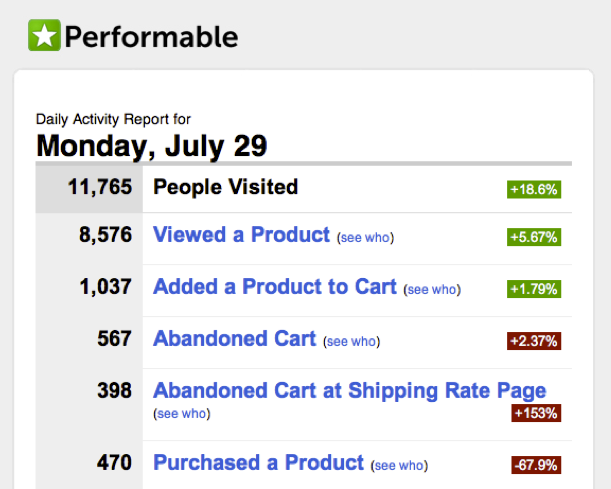 Performable
Daily Activity Report for
Monday, July 29
11,765 People Visited +18.6%
8,576 Viewed a Product (see who) +5.67%
1,037 Added a Product to Cart (see who) +1.79%
567 Abandoned Cart (see who) +2.37%
398 Abandoned Cart at Shipping Rate Page
(see who) +153%
470 Purchased a Product (see who) -67.9%